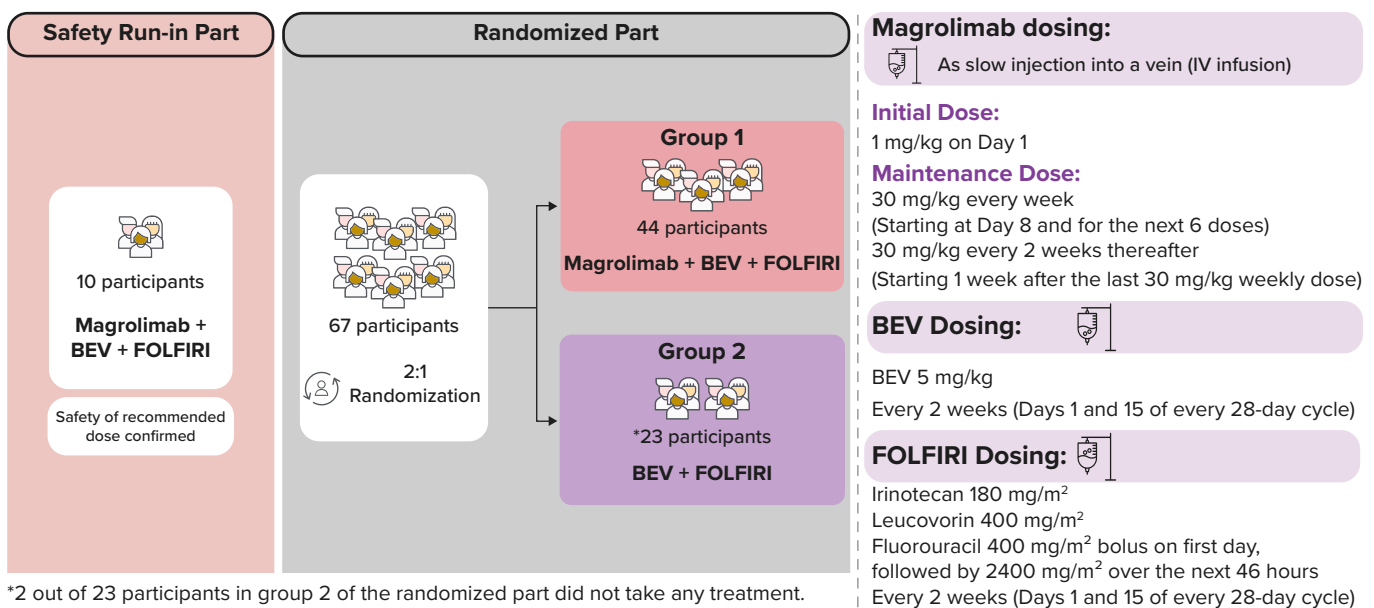 Safety Run-in Part
10 participants
Magrolimab +
BEV + FOLFIRI
Safety of recommended
dose confirmed
Randomized Part
67 participants
2:1
Randomization
Group 1
44 participants
Magrolimab + BEV + FOLFIRI
Group 2
*23 participants
BEV + FOLFIRI
*2 out of 23 participants in group 2 of the randomized part did not take any treatment.
Magrolimab dosing:
As slow injection into a vein (IV infusion)
Initial Dose:
1 mg/kg on Day 1
Maintenance Dose:
30 mg/kg every week
(Starting at Day 8 and for the next 6 doses)
30 mg/kg every 2 weeks thereafter
(Starting 1 week after the last 30 mg/kg weekly dose)
BEV Dosing:
BEV 5 mg/kg
Every 2 weeks (Days 1 and 15 of every 28-day cycle)
FOLFIRI Dosing:
Irinotecan 180 mg/m²
Leucovorin 400 mg/m²
Fluorouracil 400 mg/m² bolus on first day,
followed by 2400 mg/m² over the next 46 hours
Every 2 weeks (Days 1 and 15 of every 28-day cycle)